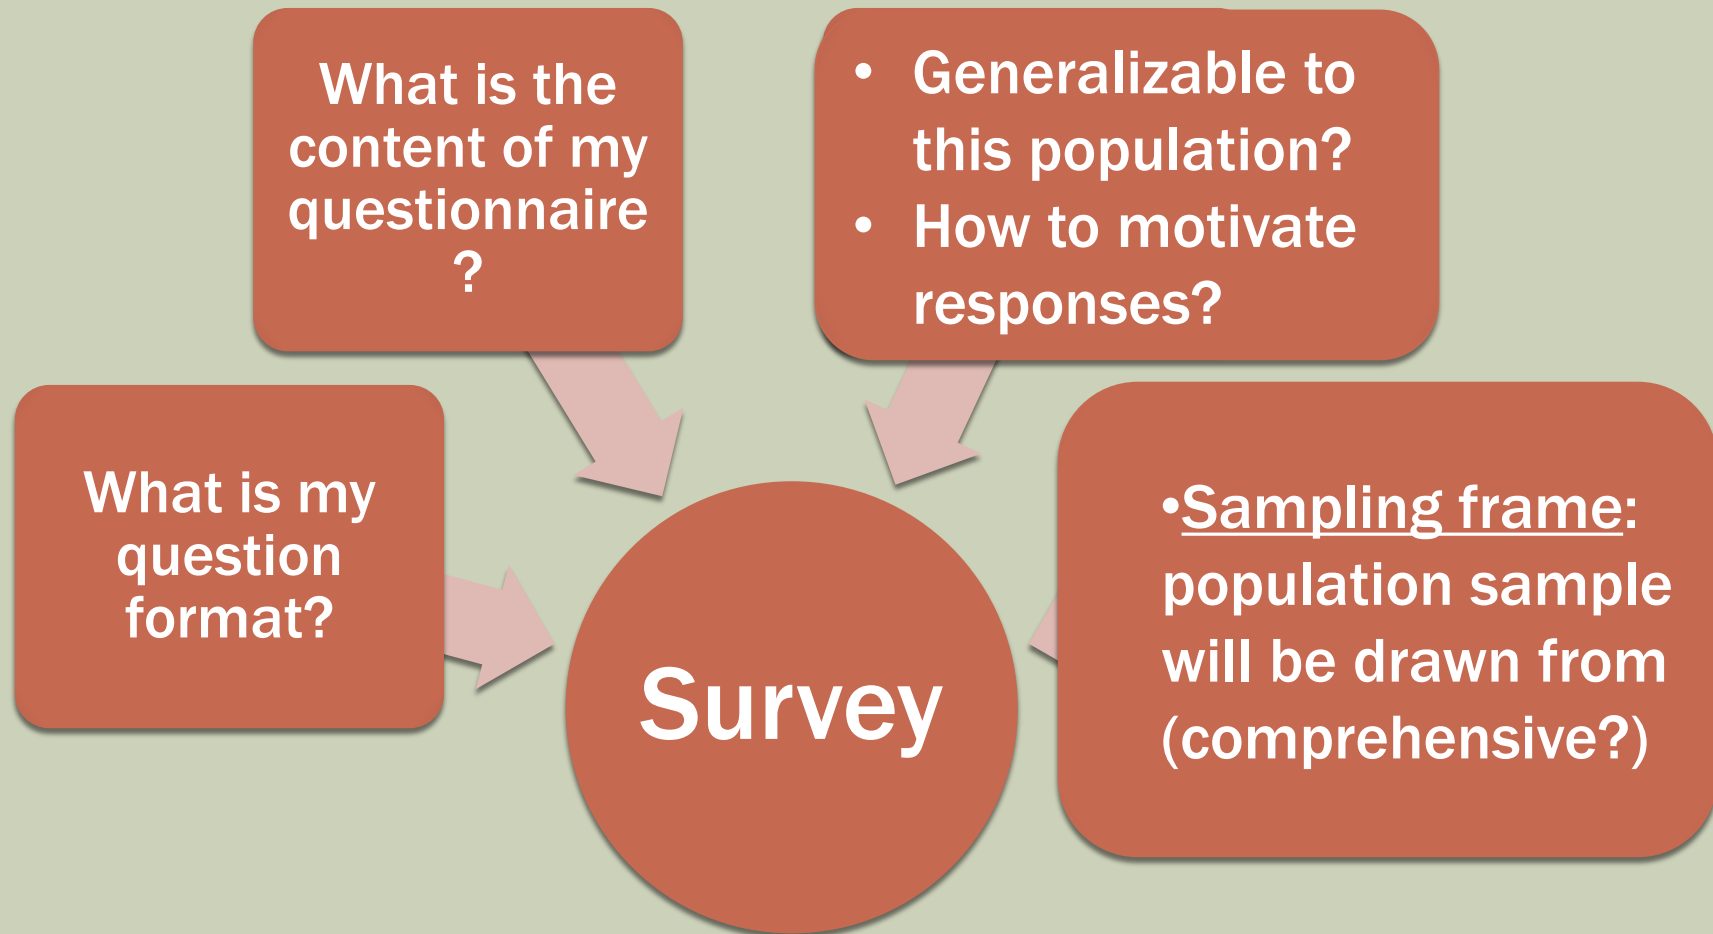 What is the
content of my
questionnaire
?
• Generalizable to
this population?
• How to motivate
responses?
What is my
question
format?
•Sampling frame:
population sample
will be drawn from
(comprehensive?)
Survey